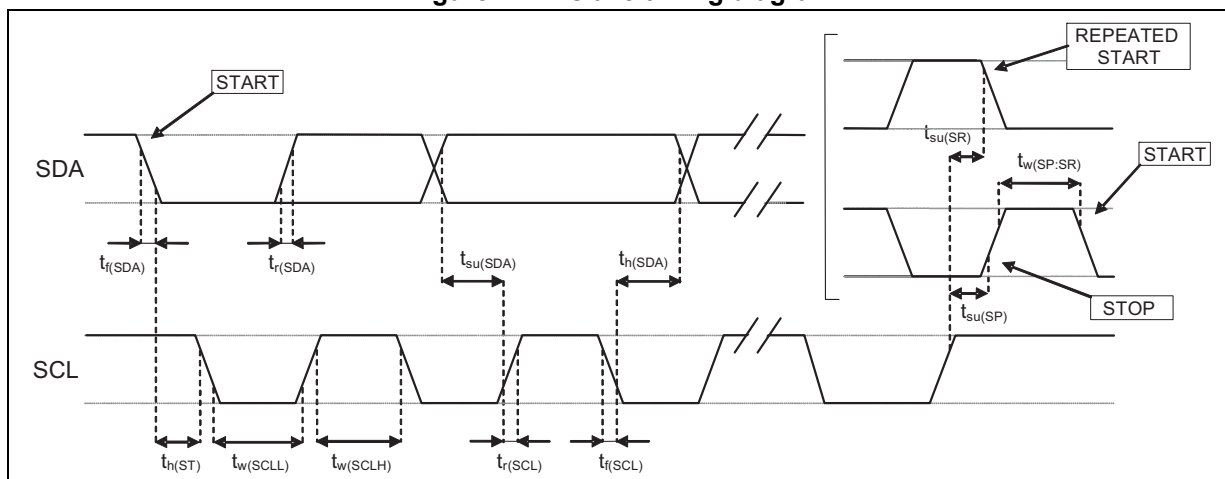 START
REPEATED
START
SDA
tsu(SR)
tw(SP:SR)
START
tf(SDA)
tr(SDA)
tsu(SDA)
th(SDA)
tsu(SP)
STOP
SCL
th(ST)
tw(SCLL)
tw(SCLH)
tr(SCL)
tf(SCL)